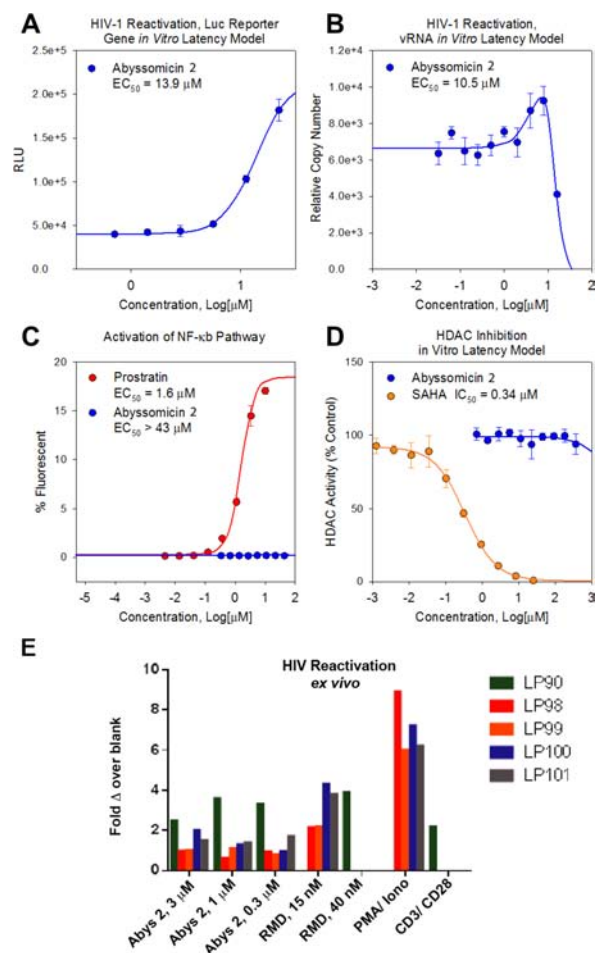 A
HIV-1 Reactivation, Luc Reporter
Gene in Vitro Latency Model
2.5e+5
2.0e+5
1.5e+5
1.0e+5
5.0e+4
0.0
RLU
Abyssomicin 2
EC50 = 13.9 μM
0
1
Concentration, Log[μM]
B
HIV-1 Reactivation,
vRNA in Vitro Latency Model
1.2e+4
1.0e+4
8.0e+3
6.0e+3
4.0e+3
2.0e+3
0.0
Relative Copy Number
Abyssomicin 2
EC50 = 10.5 μM
-3
-2
-1
0
1
2
Concentration, Log[μM]
C
Activation of NF-κb Pathway
20
15
10
5
0
% Fluorescent
Prostratin
EC50 = 1.6 μM
Abyssomicin 2
EC50 > 43 μM
-5
-4
-3
-2
-1
0
1
2
Concentration, Log[μM]
D
HDAC Inhibition
in Vitro Latency Model
150
100
50
0
HDAC Activity (% Control)
Abyssomicin 2
SAHA IC50 = 0.34 μM
-3
-2
-1
0
1
2
3
Concentration, Log[μM]
E
HIV Reactivation
ex vivo
10
8
6
4
2
0
Fold Δ over blank
Abys 2, 3 μM
Abys 2, 1 μM
Abys 2, 0.3 μM
RMD, 15 nM
RMD, 40 nM
PMA/ Iono
CD3/ CD28
LP90
LP98
LP99
LP100
LP101